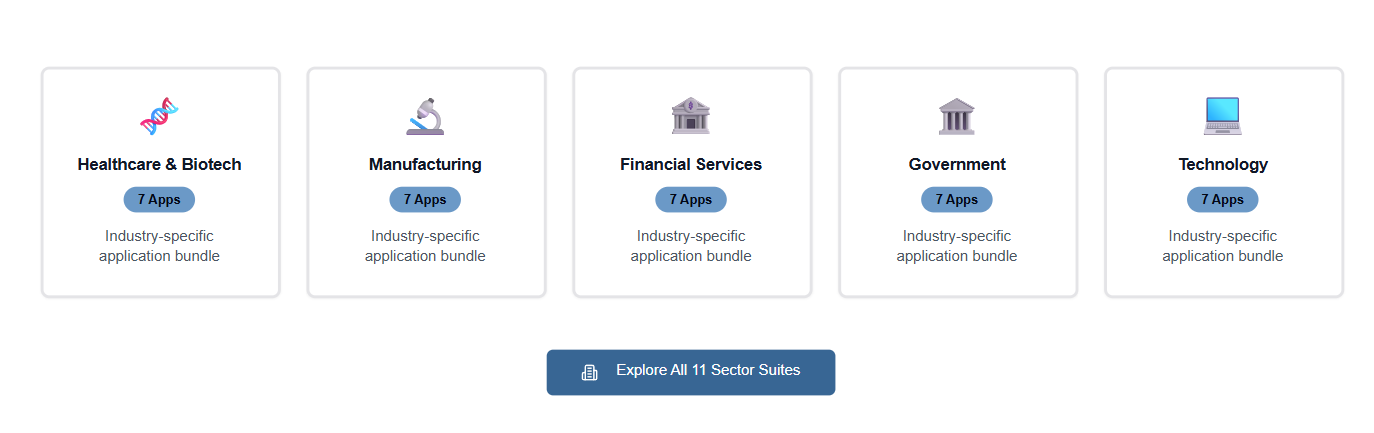 Healthcare & Biotech
7 Apps
Industry-specific
application bundle
Manufacturing
7 Apps
Industry-specific
application bundle
Financial Services
7 Apps
Industry-specific
application bundle
Government
7 Apps
Industry-specific
application bundle
Technology
7 Apps
Industry-specific
application bundle
Explore All 11 Sector Suites